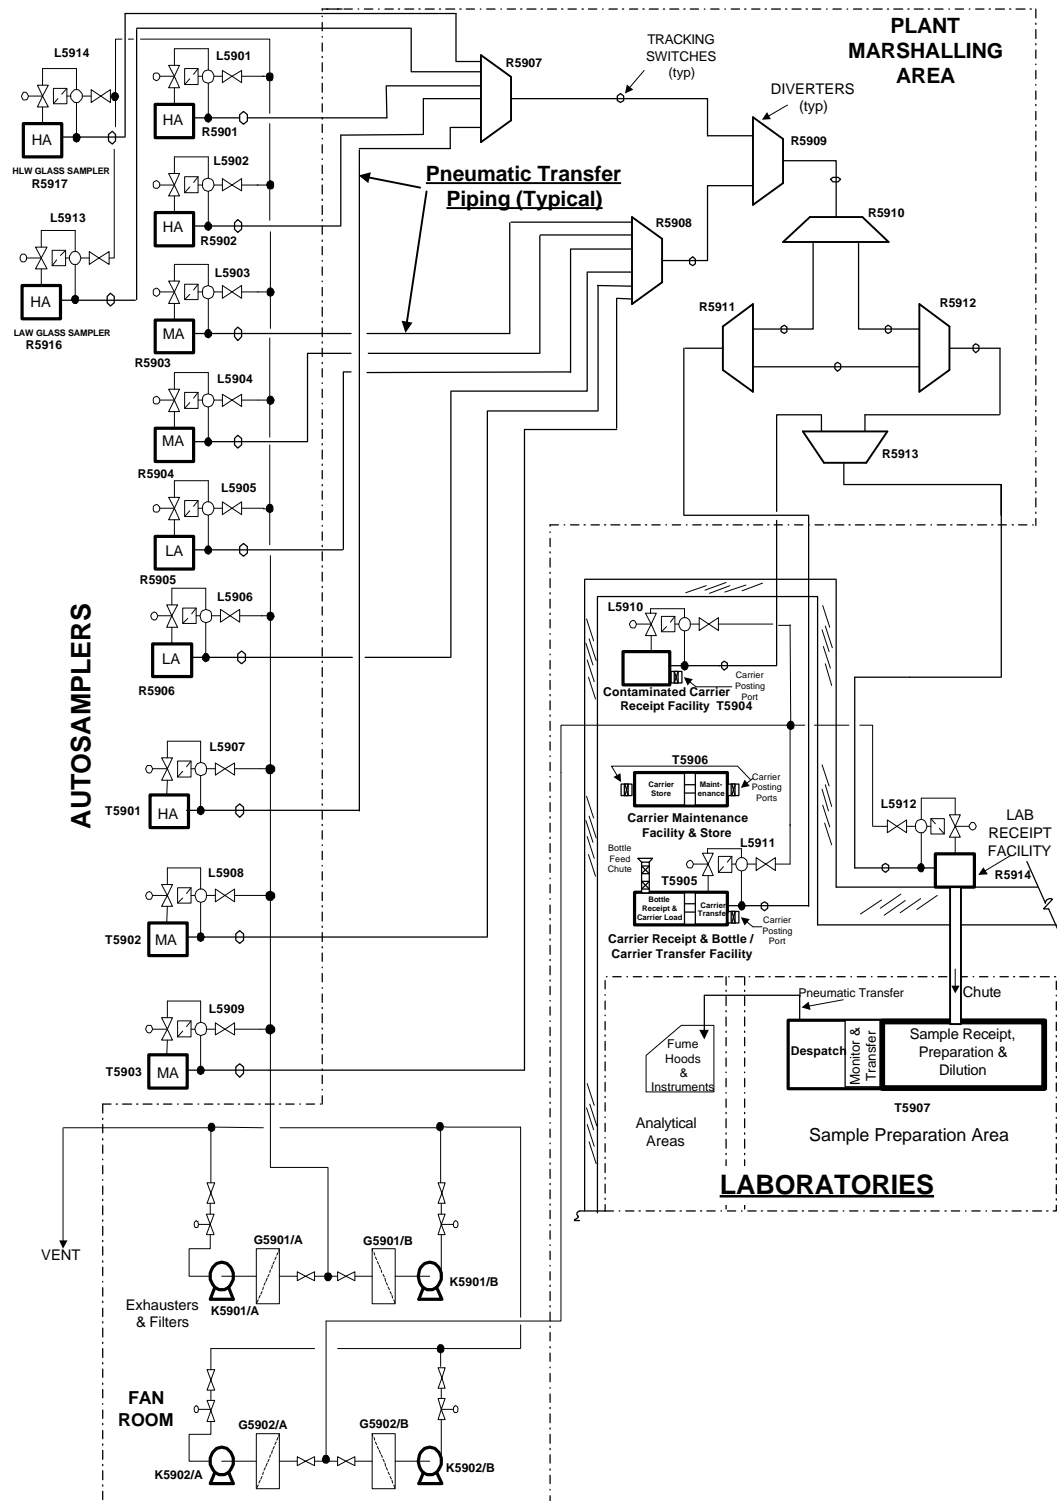 PLANT
MARSHALLING
AREA
TRACKING
SWITCHES
(typ)
DIVERTERS
(typ)
L5914
HA
HLW GLASS SAMPLER
R5917
L5913
HA
LAW GLASS SAMPLER
R5916
L5901
HA
R5901
L5902
HA
R5902
L5903
MA
R5903
L5904
MA
R5904
L5905
LA
R5905
L5906
LA
R5906
AUTOSAMPLERS
L5907
T5901
HA
L5908
T5902
MA
L5909
T5903
MA
R5907
Pneumatic Transfer
Piping (Typical)
R5908
R5909
R5910
R5911
R5912
R5913
L5910
Carrier
Posting
Port
Contaminated Carrier
Receipt Facility T5904
T5906
Carrier
Store
Maint-
enance
Carrier
Posting
Ports
Carrier Maintenance
Facility & Store
L5911
Bottle
Feed
Chute
T5905
Bottle
Receipt &
Carrier Load
Carrier
Transfer
Carrier
Posting
Port
Carrier Receipt & Bottle /
Carrier Transfer Facility
L5912
LAB
RECEIPT
FACILITY
R5914
Chute
Pneumatic Transfer
Fume
Hoods
&
Instruments
Despatch
Monitor &
Transfer
Sample Receipt,
Preparation &
Dilution
T5907
Analytical
Areas
Sample Preparation Area
LABORATORIES
VENT
G5901/A
G5901/B
K5901/A
K5901/B
Exhausters
& Filters
FAN
ROOM
G5902/A
G5902/B
K5902/A
K5902/B